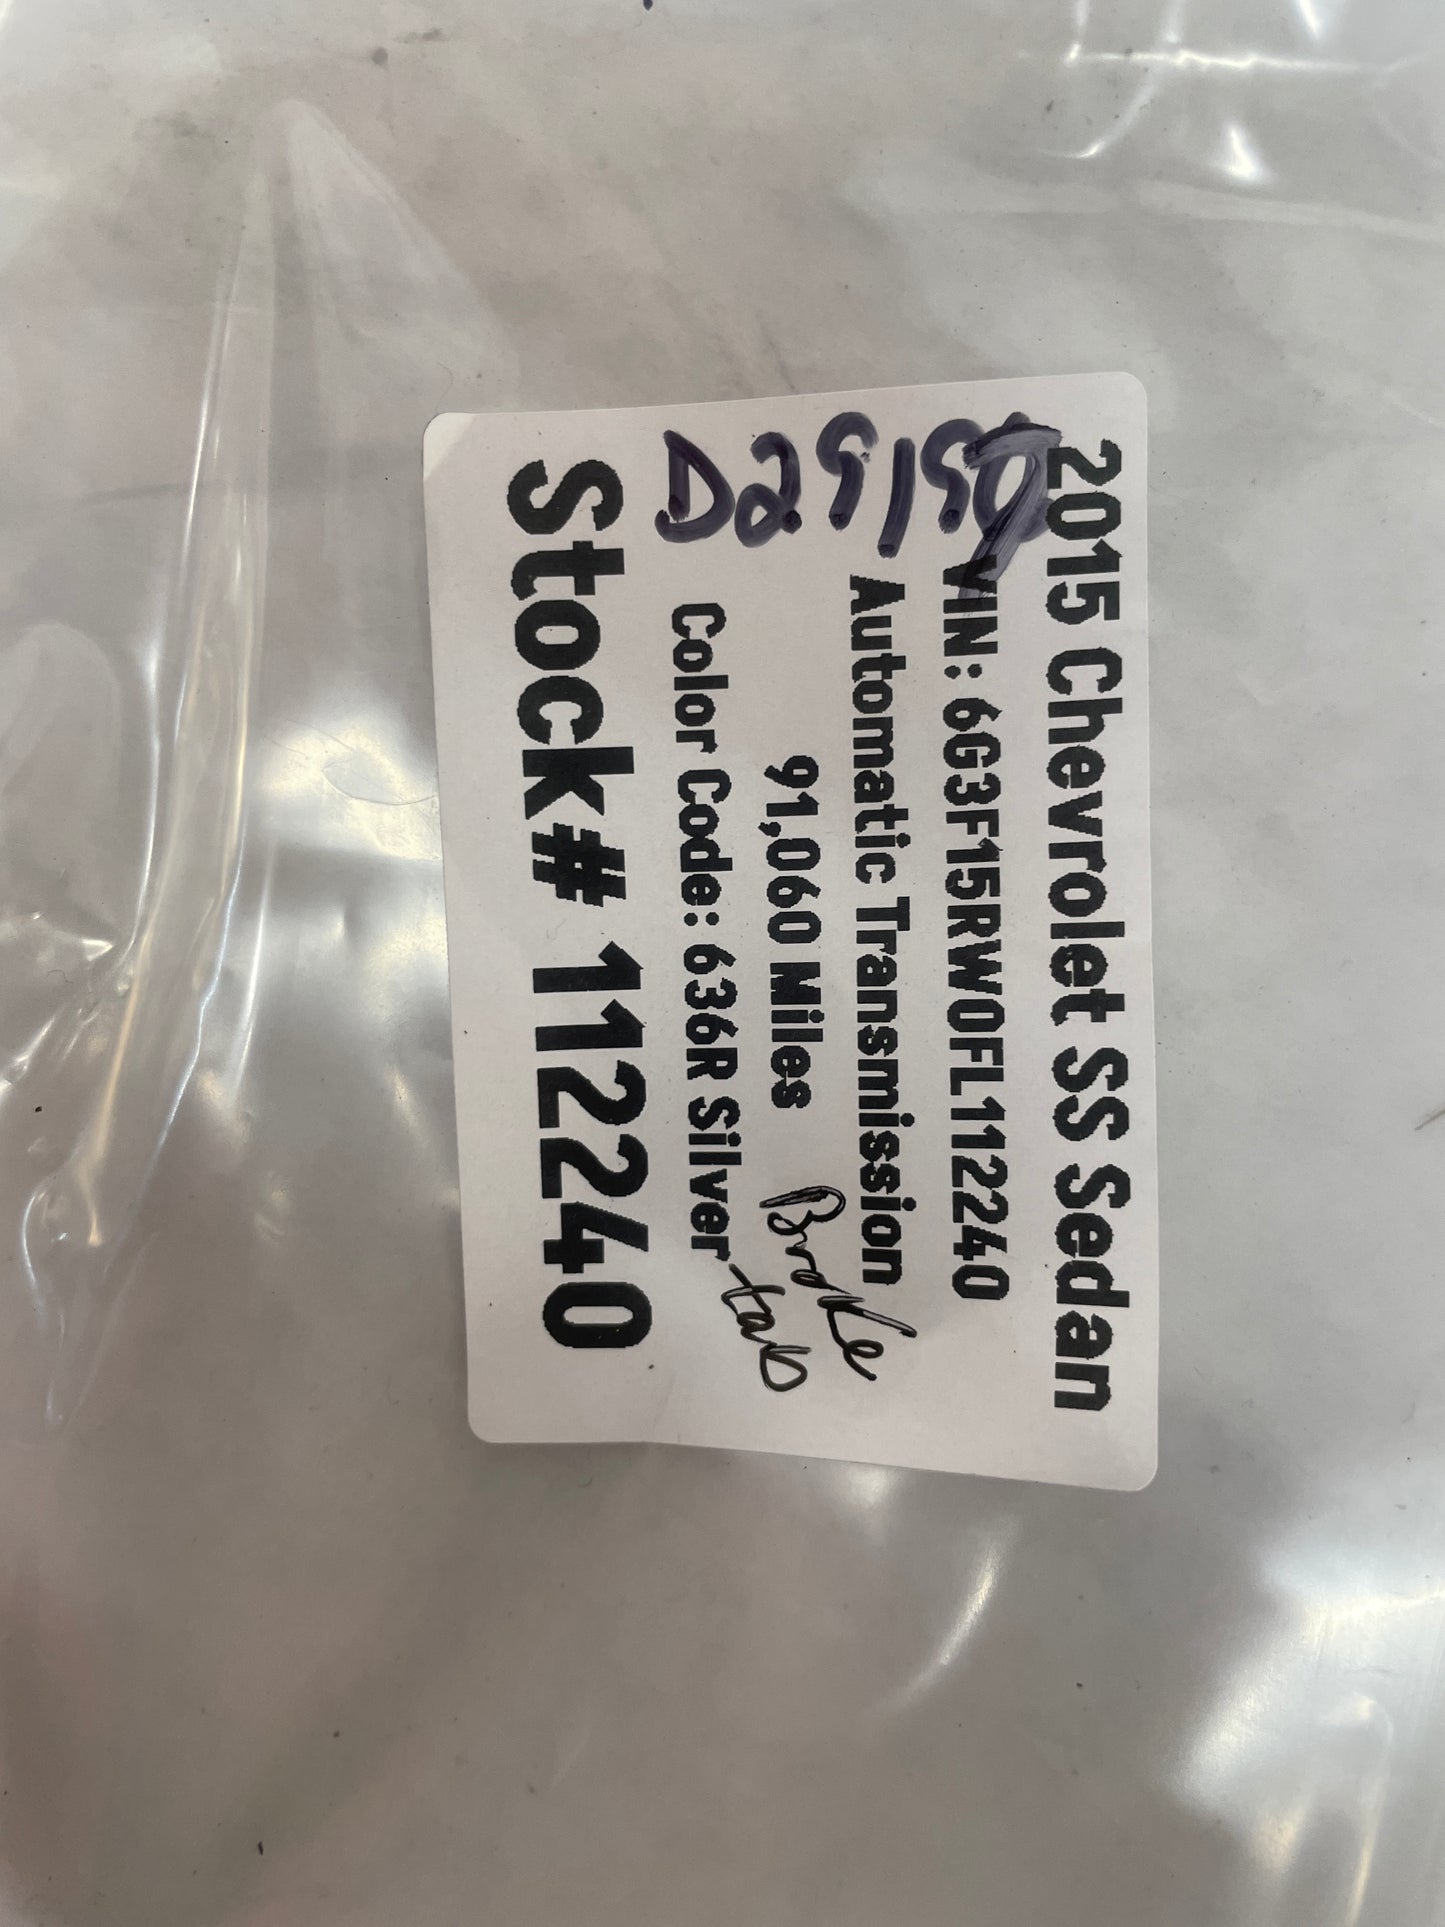 2015 Chevrolet SS Sedan
VIN: 6G3F15RW0FL112240
Automatic Transmission
91,060 Miles
Broke
tab
Color Code: 636R Silver
Stock# 112240